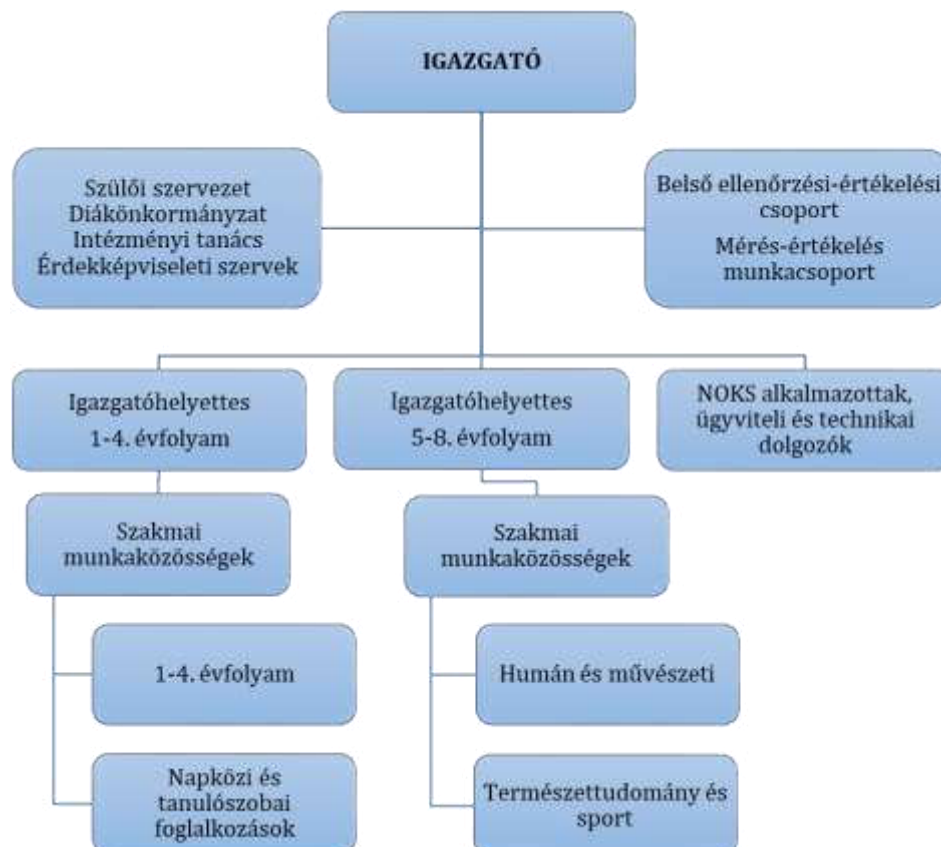 IGAZGATÓ
Szülői szervezet
Diákönkormányzat
Intézményi tanács
Érdekképviseleti szervek
Belső ellenőrzési-értékelési
csoport
Mérés-értékelés
munkacsoport
Igazgatóhelyettes
1-4. évfolyam
Igazgatóhelyettes
5-8. évfolyam
NOKS alkalmazottak,
ügyviteli és technikai
dolgozók
Szakmai
munkaközösségek
Szakmai
munkaközösségek
1-4. évfolyam
Humán és művészeti
Napközi és
tanulószobai
foglalkozások
Természettudomány és
sport